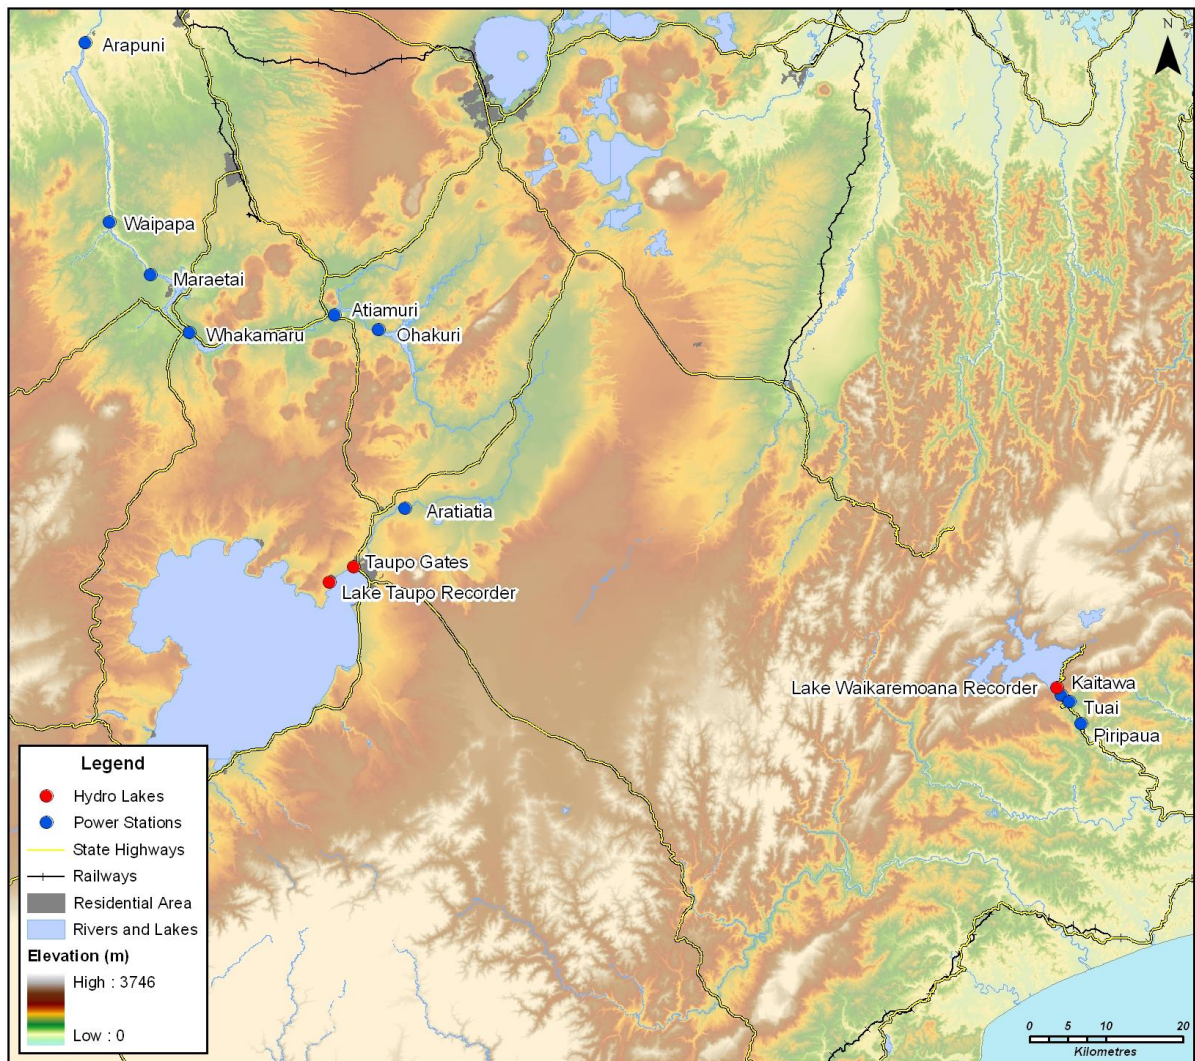 N
Arapuni
Waipapa
Maraetai
Atiamuri
Whakamaru
Ohakuri
Aratiatia
Taupo Gates
Lake Taupo Recorder
Lake Waikaremoana Recorder
Kaitawa
Tuai
Piripaua
Legend
Hydro Lakes
Power Stations
State Highways
Railways
Residential Area
Rivers and Lakes
Elevation (m)
High : 3746
Low : 0
0 5 10 20
Kilometres